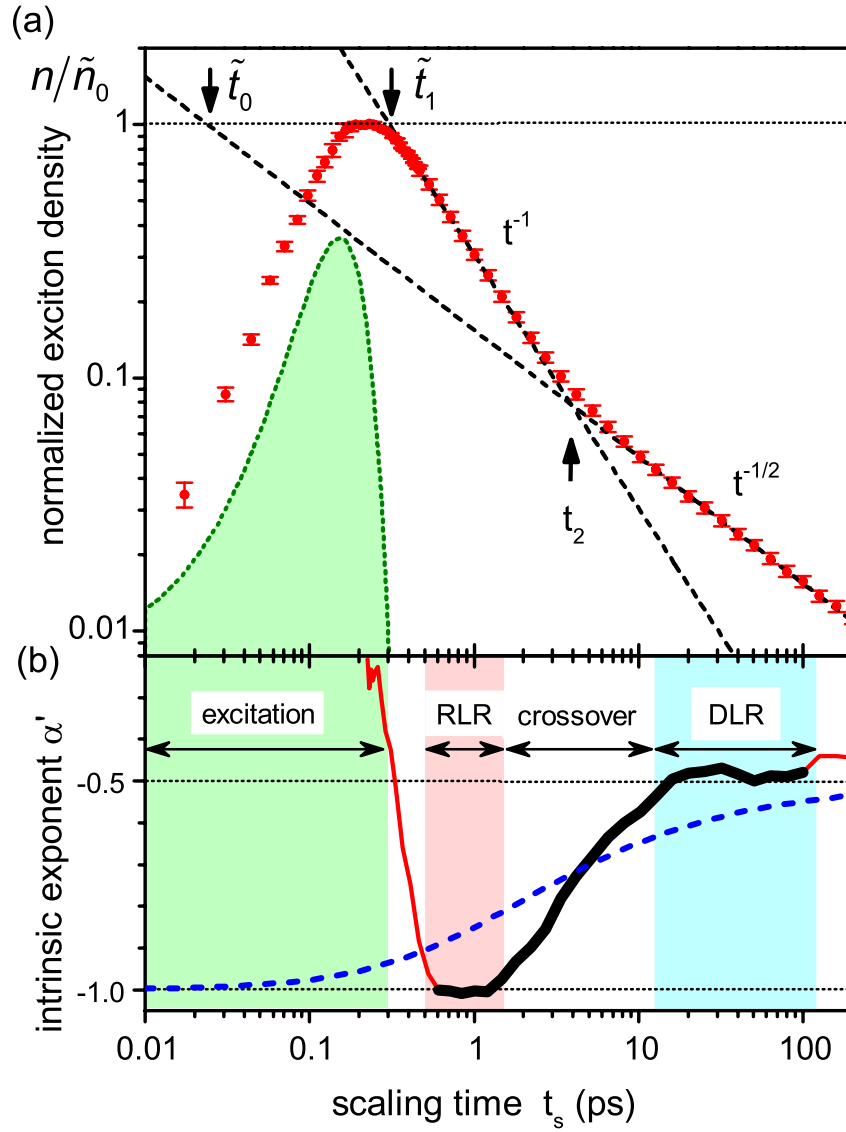 (a)
n/ñ₀
t̃₀
t̃₁
1
normalized exciton density
t⁻¹
0.1
t⁻¹/²
t₂
0.01
(b)
excitation
RLR
crossover
DLR
intrinsic exponent α'
-0.5
-1.0
0.01 0.1 1 10 100
scaling time tₛ (ps)